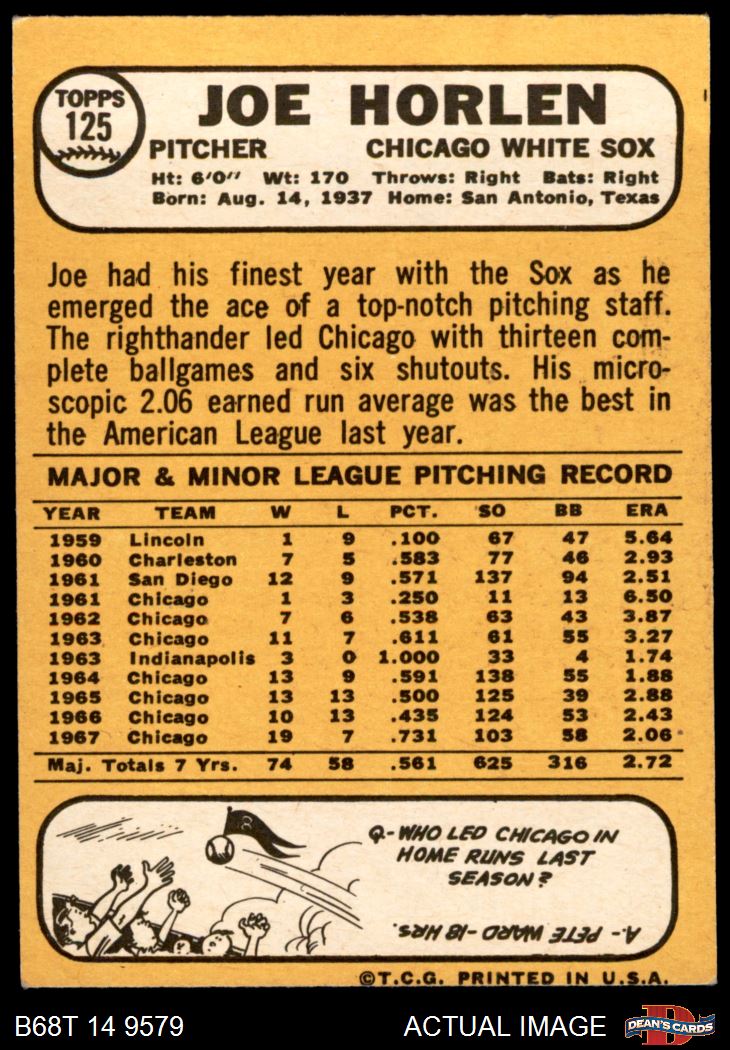 TOPPS
125
JOE HORLEN
PITCHER CHICAGO WHITE SOX
Ht: 6'0" Wt: 170 Throws: Right Bats: Right
Born: Aug. 14, 1937 Home: San Antonio, Texas
Joe had his finest year with the Sox as he
emerged the ace of a top-notch pitching staff.
The righthander led Chicago with thirteen com-
plete ballgames and six shutouts. His micro-
scopic 2.06 earned run average was the best in
the American League last year.
MAJOR & MINOR LEAGUE PITCHING RECORD
YEAR TEAM W L PCT. SO BB ERA
1959 Lincoln 1 9 .100 67 47 5.64
1960 Charleston 7 5 .583 77 46 2.93
1961 San Diego 12 9 .571 137 94 2.51
1961 Chicago 1 3 .250 11 13 6.50
1962 Chicago 7 6 .538 63 43 3.87
1963 Chicago 11 7 .611 61 55 3.27
1963 Indianapolis 3 0 1.000 33 4 1.74
1964 Chicago 13 9 .591 138 55 1.88
1965 Chicago 13 13 .500 125 39 2.88
1966 Chicago 10 13 .435 124 53 2.43
1967 Chicago 19 7 .731 103 58 2.06
Maj. Totals 7 Yrs. 74 58 .561 625 316 2.72
8
Q-WHO LED CHICAGO IN
HOME RUNS LAST
SEASON?
A.- PETE WARD-18 HRS.
©T.C.G. PRINTED IN U.S.A.
B68T 14 9579 ACTUAL IMAGE
D
DEAN'S CARDS